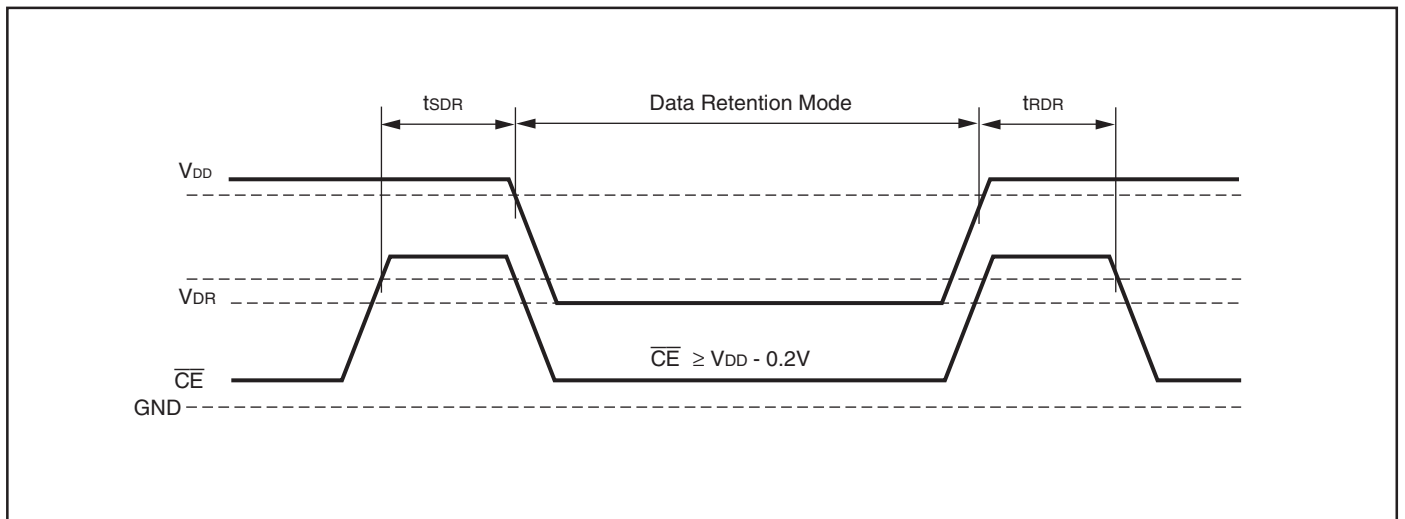 tSDR Data Retention Mode tRDR
VDD
VDR
CE ≥ VDD - 0.2V
CE
GND